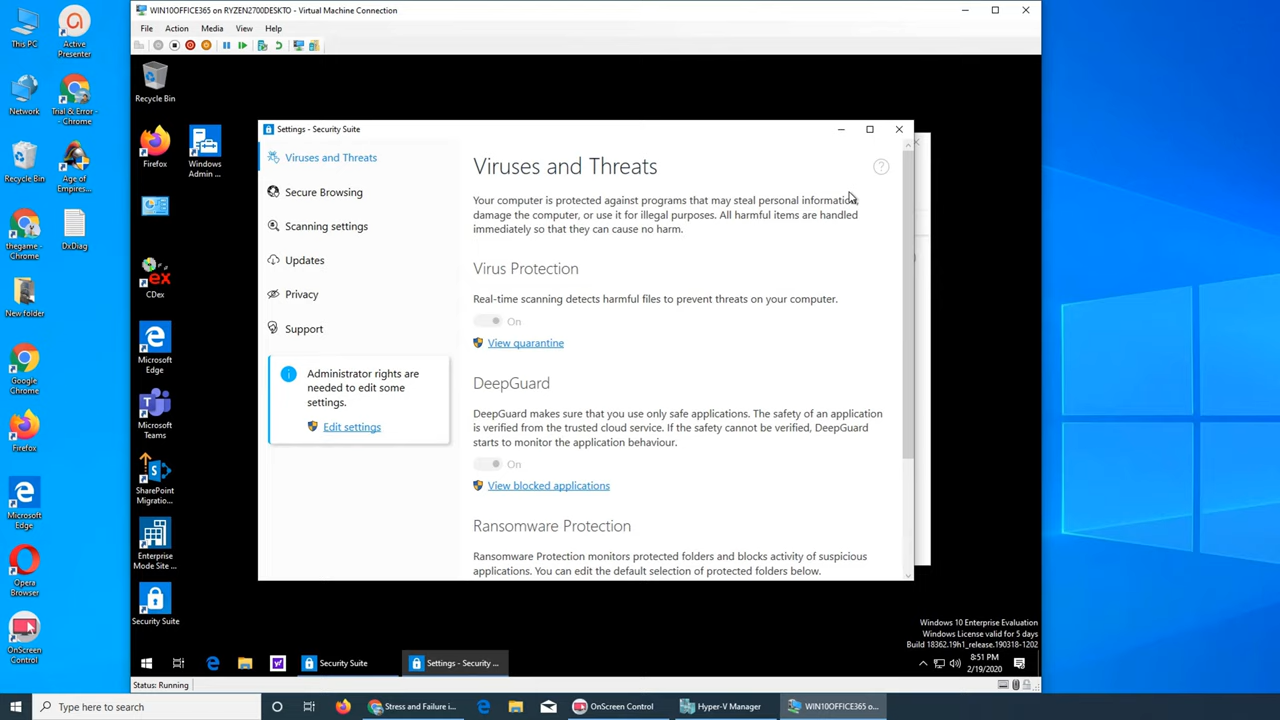 WIN10OFFICE365 on RYZEN2700DESKTO - Virtual Machine Connection
File Action Media View Help
This PC
Active
Presenter
Network
Trial & Error -
Chrome
Recycle Bin
Age of
Empires...
thegame -
Chrome
DxDiag
New folder
Google
Chrome
Firefox
Microsoft
Edge
Opera
Browser
OnScreen
Control
Recycle Bin
Firefox
Windows
Admin ...
CDex
Microsoft
Edge
Microsoft
Teams
SharePoint
Migratio...
Enterprise
Mode Site ...
Security Suite
Settings - Security Suite
Viruses and Threats
Secure Browsing
Scanning settings
Updates
Privacy
Support
Administrator rights are
needed to edit some
settings.
Edit settings
Viruses and Threats
?
Your computer is protected against programs that may steal personal information,
damage the computer, or use it for illegal purposes. All harmful items are handled
immediately so that they can cause no harm.
Virus Protection
Real-time scanning detects harmful files to prevent threats on your computer.
On
View quarantine
DeepGuard
DeepGuard makes sure that you use only safe applications. The safety of an application
is verified from the trusted cloud service. If the safety cannot be verified, DeepGuard
starts to monitor the application behaviour.
On
View blocked applications
Ransomware Protection
Ransomware Protection monitors protected folders and blocks activity of suspicious
applications. You can edit the default selection of protected folders below.
Windows 10 Enterprise Evaluation
Windows License valid for 5 days
Build 18362.19h1_release.190318-1202
Security Suite
Settings - Security ...
8:51 PM
2/19/2020
Status: Running
Type here to search
Stress and Failure i...
OnScreen Control
Hyper-V Manager
WIN10OFFICE365 o...